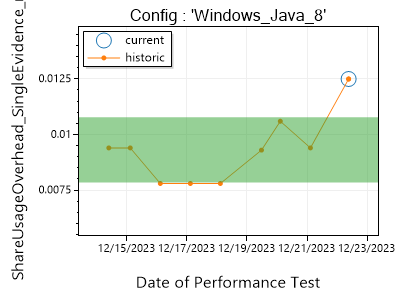 Config : 'Windows_Java_8'
current
historic
ShareUsageOverhead_SingleEvidence_
0.0125
0.01
0.0075
12/15/2023 12/17/2023 12/19/2023 12/21/2023 12/23/2023
Date of Performance Test